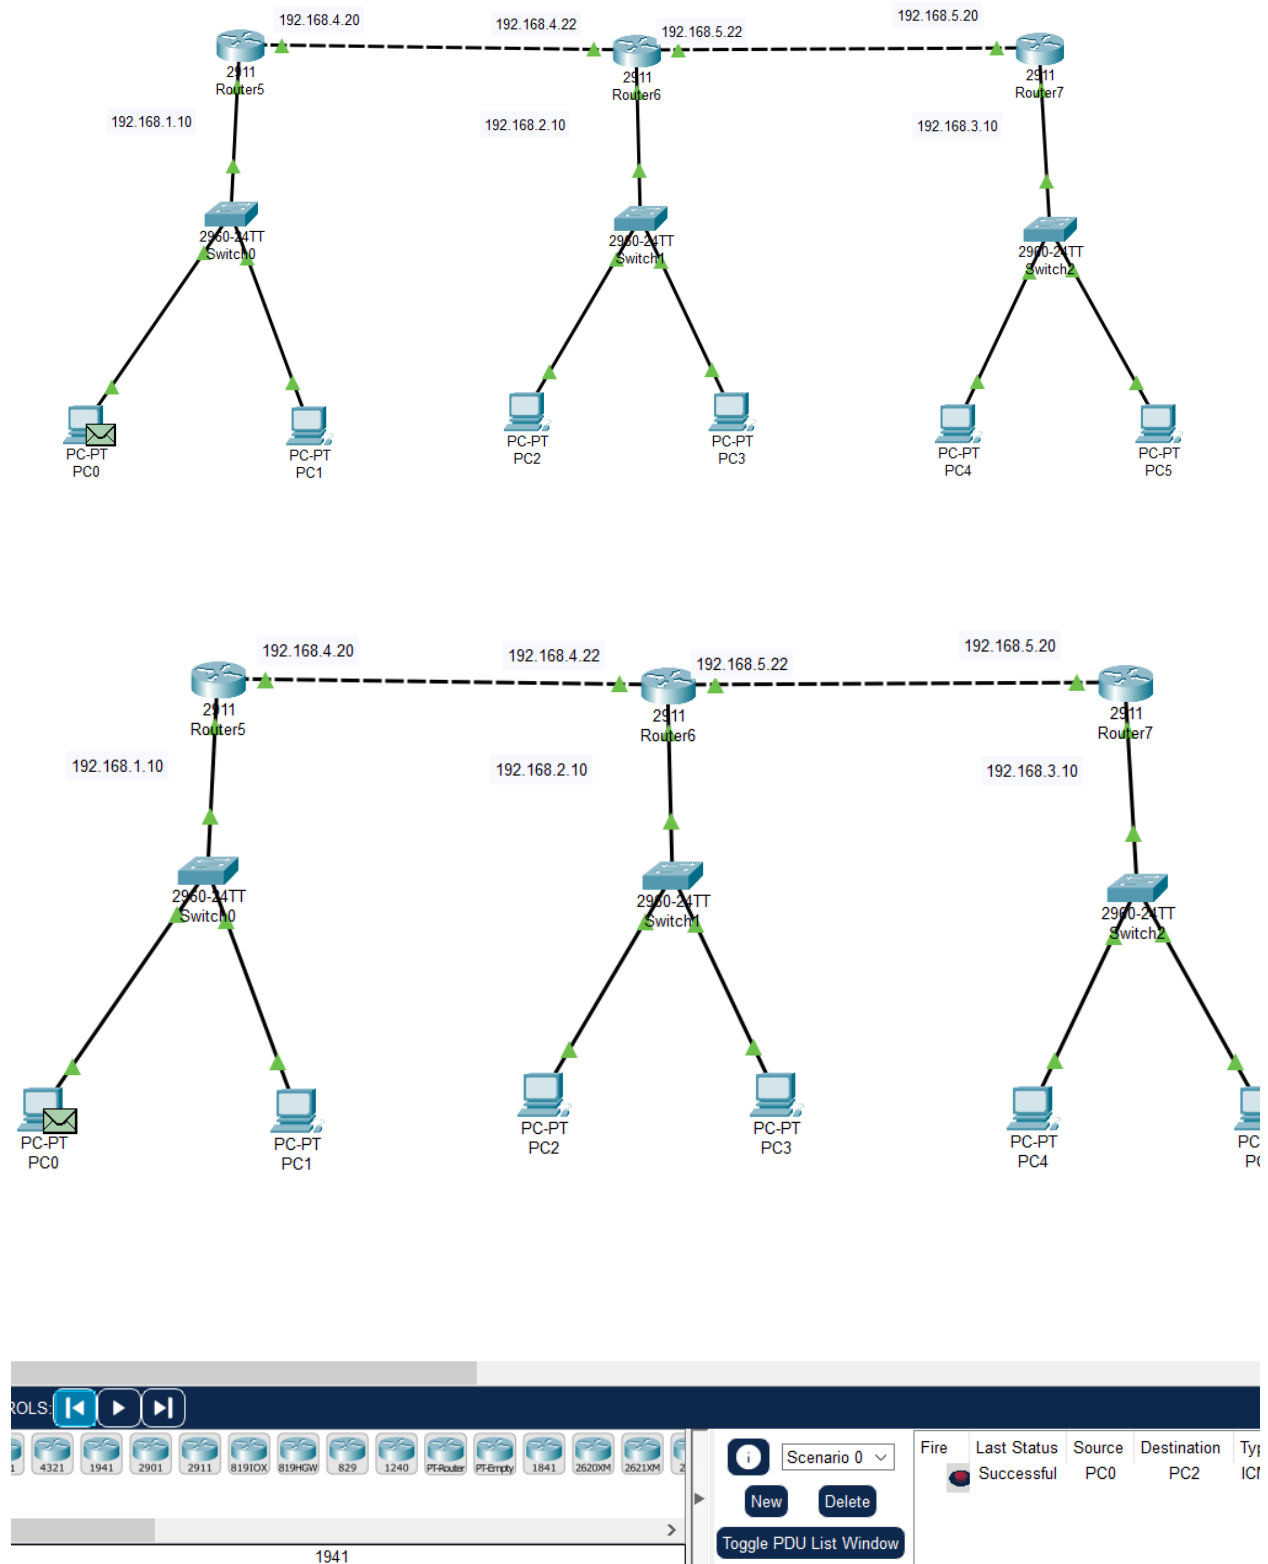 192.168.4.20
192.168.4.22
192.168.5.22
192.168.5.20
2911
Router5
2911
Router6
2911
Router7
192.168.1.10
192.168.2.10
192.168.3.10
2960-24TT
Switch0
2960-24TT
Switch1
2960-24TT
Switch2
PC-PT
PC0
PC-PT
PC1
PC-PT
PC2
PC-PT
PC3
PC-PT
PC4
PC-PT
PC5
192.168.4.20
192.168.4.22
192.168.5.22
192.168.5.20
2911
Router5
2911
Router6
2911
Router7
192.168.1.10
192.168.2.10
192.168.3.10
2960-24TT
Switch0
2960-24TT
Switch1
2960-24TT
Switch2
PC-PT
PC0
PC-PT
PC1
PC-PT
PC2
PC-PT
PC3
PC-PT
PC4
PC
P
ROLS:
4321 1941 2901 2911 819IOX 819HGW 829 1240 PT-Router PT-Empty 1841 2620XM 2621XM 2
1941
Scenario 0
New Delete
Toggle PDU List Window
Fire Last Status Source Destination Typ
Successful PC0 PC2 ICM